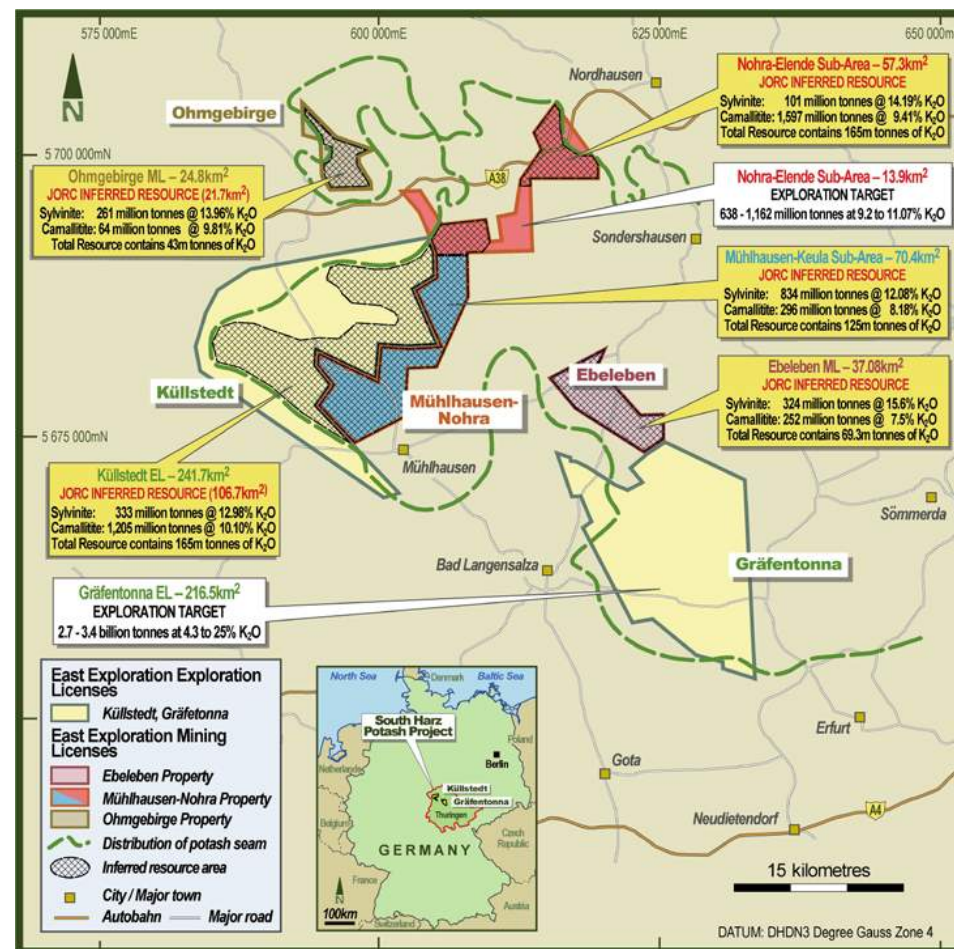 575 000mE
600 000mE
625 000mE
650 000m
N
5 700 000mN
5 675 000mN
Ohmgebirge
Nordhausen
A38
Sondershausen
Nohra-Elende Sub-Area – 57.3km²
JORC INFERRED RESOURCE
Sylvinite: 101 million tonnes @ 14.19% K₂O
Carnallitite: 1,597 million tonnes @ 9.41% K₂O
Total Resource contains 165m tonnes of K₂O
Ohmgebirge ML – 24.8km²
JORC INFERRED RESOURCE (21.7km²)
Sylvinite: 261 million tonnes @ 13.96% K₂O
Carnallitite: 64 million tonnes @ 9.81% K₂O
Total Resource contains 43m tonnes of K₂O
Nohra-Elende Sub-Area – 13.9km²
EXPLORATION TARGET
638 - 1,162 million tonnes at 9.2 to 11.07% K₂O
Mühlhausen-Keula Sub-Area – 70.4km²
JORC INFERRED RESOURCE
Sylvinite: 834 million tonnes @ 12.08% K₂O
Carnallitite: 296 million tonnes @ 8.18% K₂O
Total Resource contains 125m tonnes of K₂O
Küllstedt
Mühlhausen-
Nohra
Ebeleben
Ebeleben ML – 37.08km²
JORC INFERRED RESOURCE
Sylvinite: 324 million tonnes @ 15.6% K₂O
Carnallitite: 252 million tonnes @ 7.5% K₂O
Total Resource contains 69.3m tonnes of K₂O
Mühlhausen
Küllstedt EL – 241.7km²
JORC INFERRED RESOURCE (106.7km²)
Sylvinite: 333 million tonnes @ 12.98% K₂O
Carnallitite: 1,205 million tonnes @ 10.10% K₂O
Total Resource contains 165m tonnes of K₂O
Sömmerda
Bad Langensalza
Gräfentonna
Gräfentonna EL – 216.5km²
EXPLORATION TARGET
2.7 - 3.4 billion tonnes at 4.3 to 25% K₂O
Erfurt
Gota
Neudietendorf
A4
East Exploration Exploration
Licenses
Küllstedt, Gräfetonna
East Exploration Mining
Licenses
Ebeleben Property
Mühlhausen-Nohra Property
Ohmgebirge Property
Distribution of potash seam
Inferred resource area
City / Major town
Autobahn
Major road
North Sea
Denmark
Baltic Sea
South Harz
Potash Project
Poland
Berlin
Netherlands
Küllstedt
Gräfentonna
Thuringen
Belgium
GERMANY
Czech
Republic
France
N
100km
Austria
Switzerland
15 kilometres
DATUM: DHDN3 Degree Gauss Zone 4